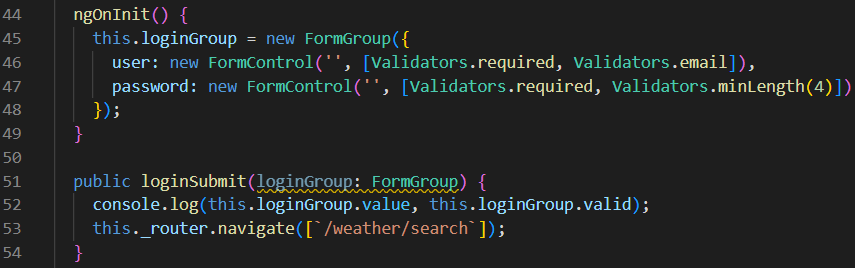 44 ngOnInit() {
45 this.loginGroup = new FormGroup({
46 user: new FormControl('', [Validators.required, Validators.email]),
47 password: new FormControl('', [Validators.required, Validators.minLength(4)])
48 });
49 }
50
51 public loginSubmit(loginGroup: FormGroup) {
52 console.log(this.loginGroup.value, this.loginGroup.valid);
53 this._router.navigate([`/weather/search`]);
54 }